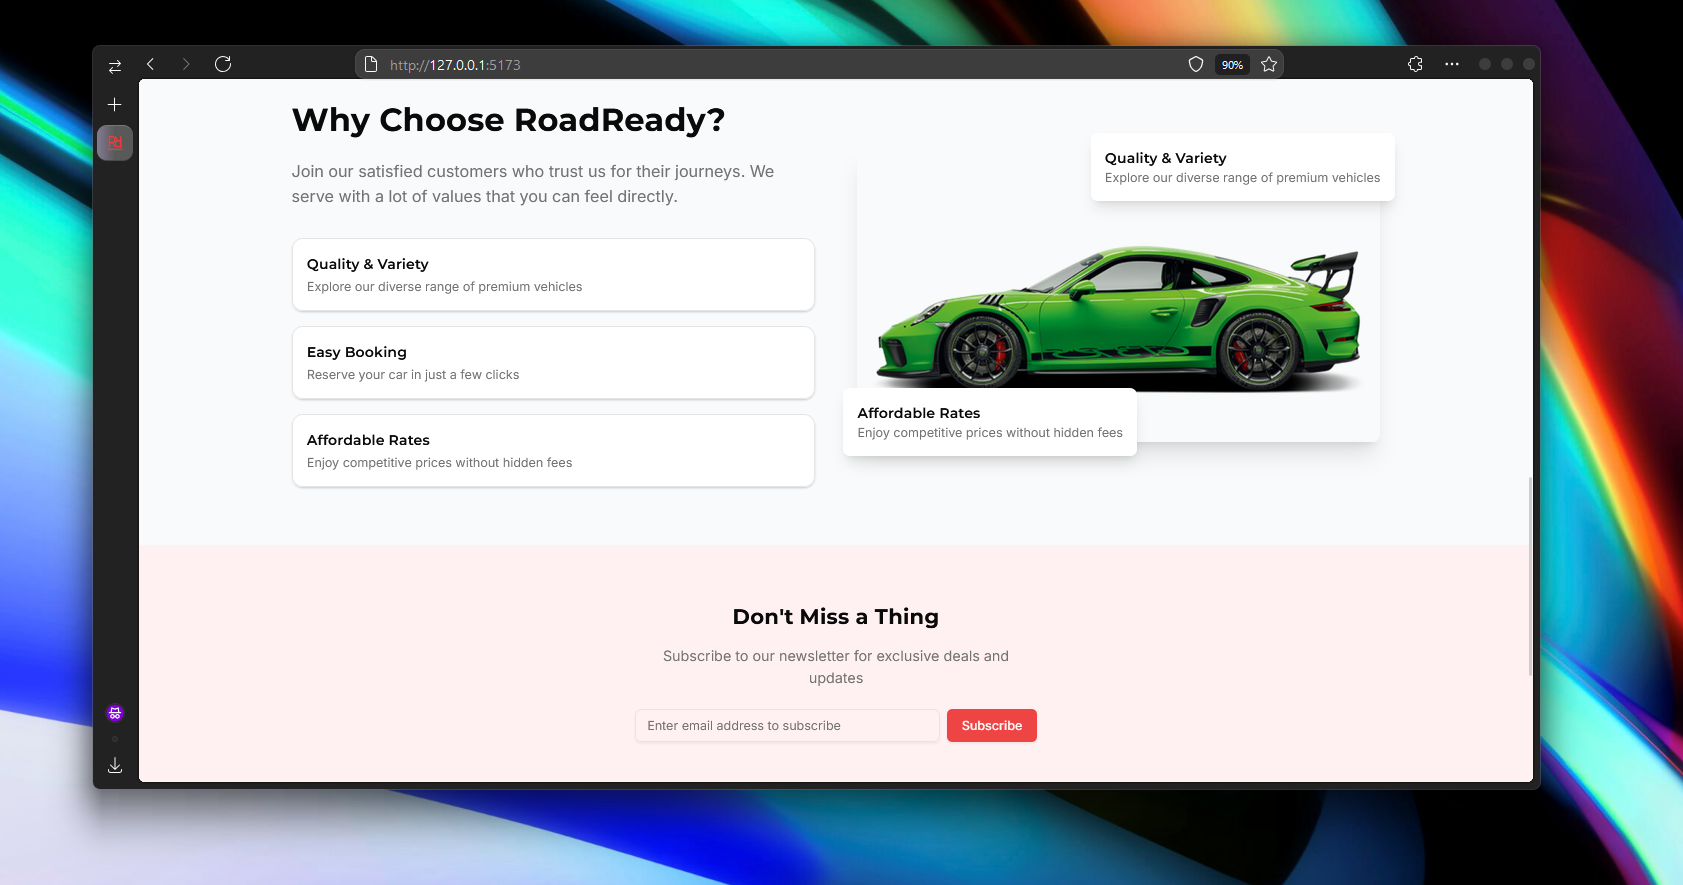 http://127.0.0.1:5173
90%
Why Choose RoadReady?
Join our satisfied customers who trust us for their journeys. We
serve with a lot of values that you can feel directly.
Quality & Variety
Explore our diverse range of premium vehicles
Easy Booking
Reserve your car in just a few clicks
Affordable Rates
Enjoy competitive prices without hidden fees
Quality & Variety
Explore our diverse range of premium vehicles
Affordable Rates
Enjoy competitive prices without hidden fees
Don't Miss a Thing
Subscribe to our newsletter for exclusive deals and
updates
Enter email address to subscribe
Subscribe